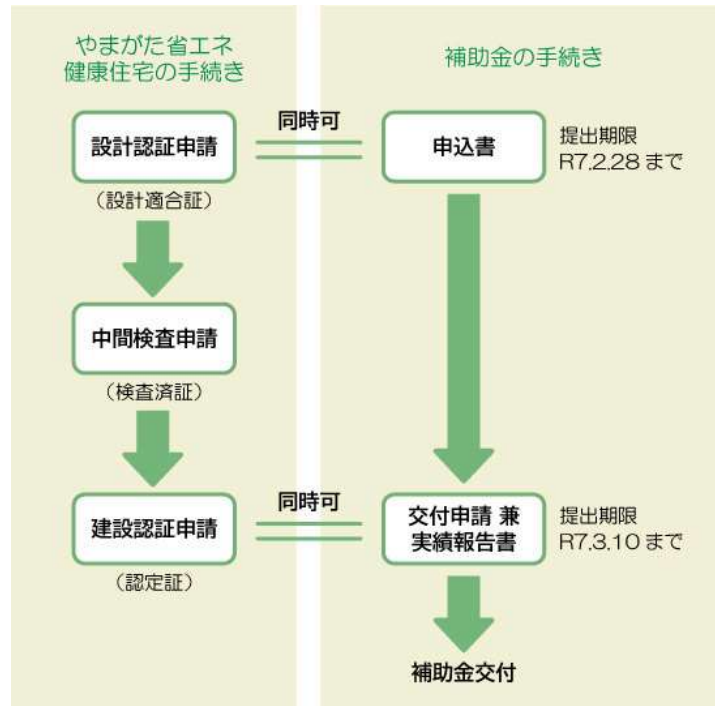 やまがた省エネ
健康住宅の手続き
補助金の手続き
設計認証申請
同時可
申込書
提出期限
R7.2.28 まで
（設計適合証）
中間検査申請
（検査済証）
建設認証申請
同時可
交付申請 兼
実績報告書
提出期限
R7.3.10 まで
（認定証）
補助金交付